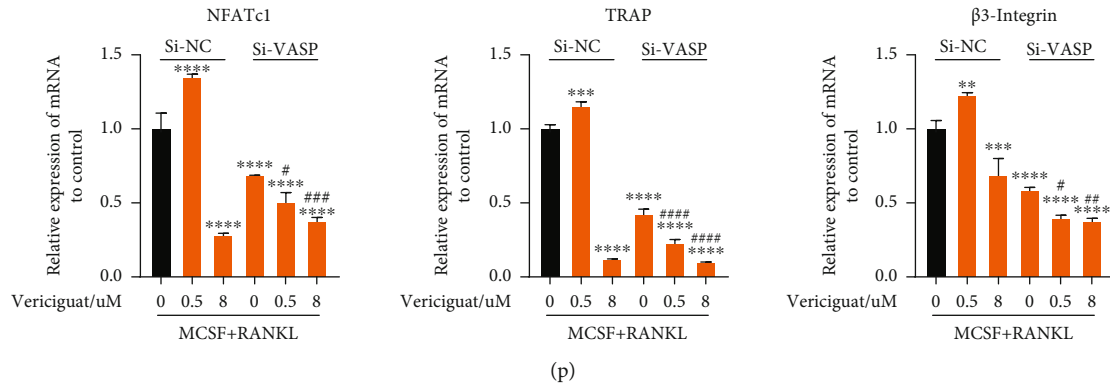 NFATc1
Si-NC Si-VASP
Relative expression of mRNA
to control
1.5
1.0
0.5
0.0
**** **** **** # **** ### ****
Vericiguat/uM 0 0.5 8 0 0.5 8
MCSF+RANKL
TRAP
Si-NC Si-VASP
Relative expression of mRNA
to control
1.5
1.0
0.5
0.0
*** **** **** #### **** #### ****
Vericiguat/uM 0 0.5 8 0 0.5 8
MCSF+RANKL
β3-Integrin
Si-NC Si-VASP
Relative expression of mRNA
to control
1.5
1.0
0.5
0.0
** *** **** # **** ## ****
Vericiguat/uM 0 0.5 8 0 0.5 8
MCSF+RANKL
(p)